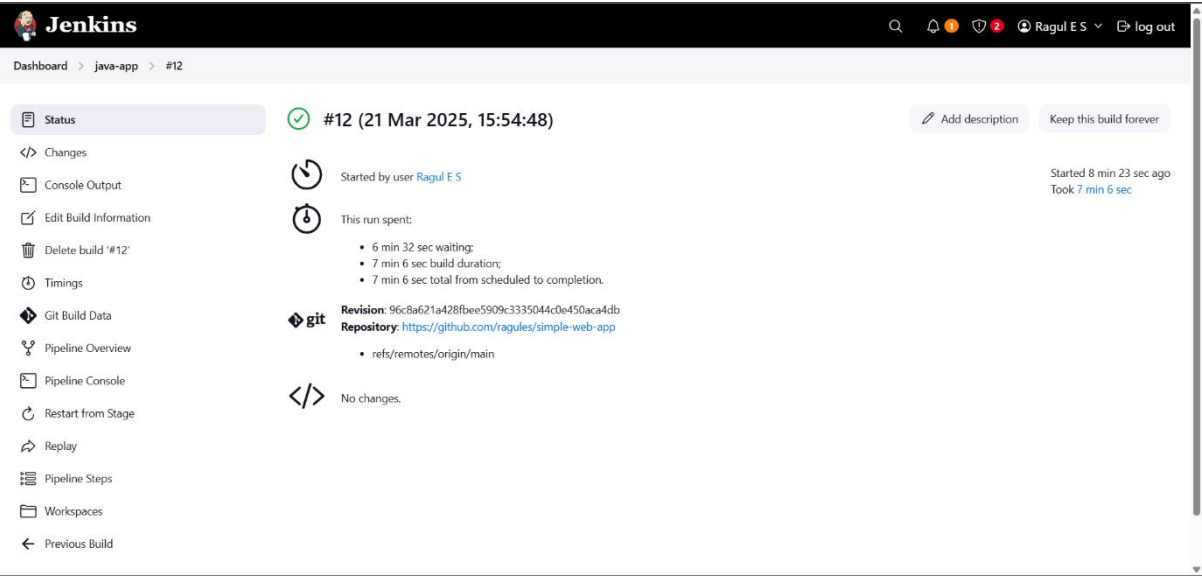 Jenkins
1
2
Ragul E S
log out
Dashboard > java-app > #12
Status
Changes
Console Output
Edit Build Information
Delete build '#12'
Timings
Git Build Data
Pipeline Overview
Pipeline Console
Restart from Stage
Replay
Pipeline Steps
Workspaces
Previous Build
#12 (21 Mar 2025, 15:54:48)
Add description
Keep this build forever
Started by user Ragul E S
Started 8 min 23 sec ago
Took 7 min 6 sec
This run spent:
• 6 min 32 sec waiting;
• 7 min 6 sec build duration;
• 7 min 6 sec total from scheduled to completion.
git
Revision: 96c8a621a428fbee5909c3335044c0e450aca4db
Repository: https://github.com/ragules/simple-web-app
• refs/remotes/origin/main
No changes.